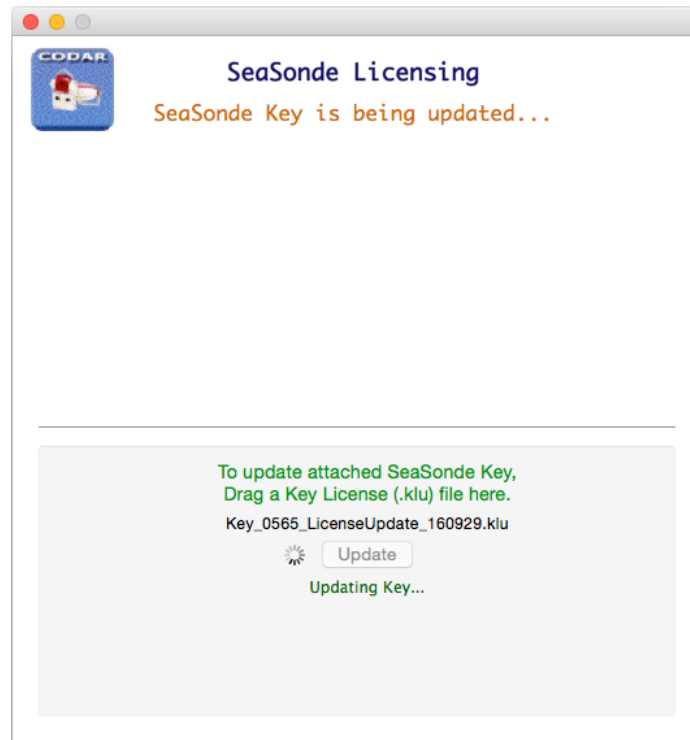 CODAR
SeaSonde Licensing
SeaSonde Key is being updated...
To update attached SeaSonde Key,
Drag a Key License (.klu) file here.
Key_0565_LicenseUpdate_160929.klu
Update
Updating Key...